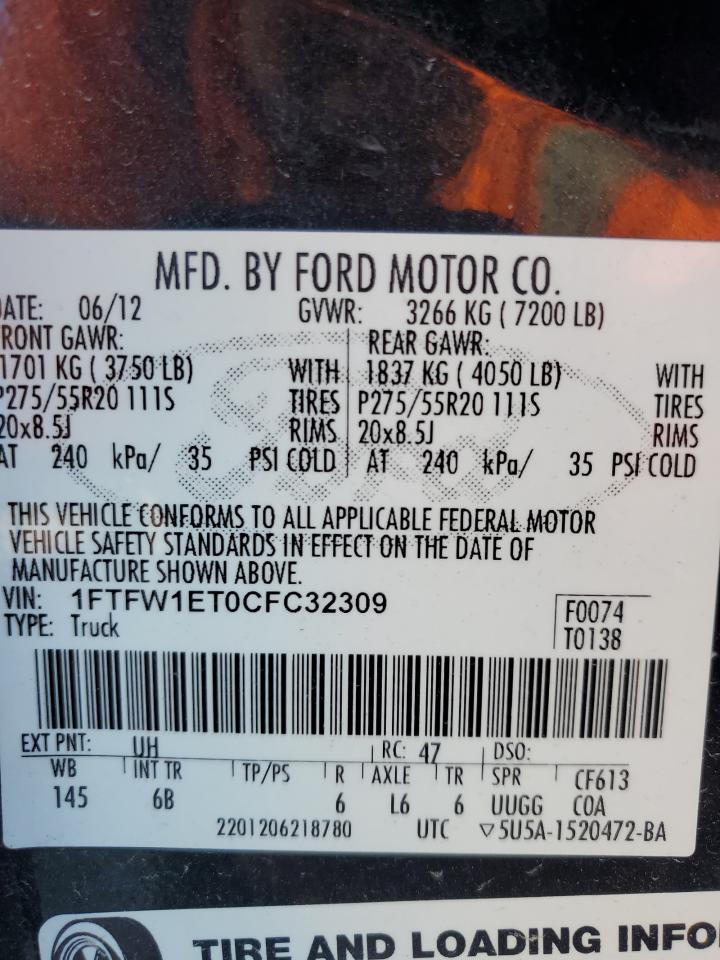 MFD. BY FORD MOTOR CO.
DATE: 06/12 GVWR: 3266 KG ( 7200 LB)
FRONT GAWR: REAR GAWR:
1701 KG ( 3750 LB) WITH 1837 KG ( 4050 LB) WITH
P275/55R20 111S TIRES P275/55R20 111S TIRES
20x8.5J RIMS 20x8.5J RIMS
AT 240 kPa/ 35 PSI COLD AT 240 kPa/ 35 PSI COLD
THIS VEHICLE CONFORMS TO ALL APPLICABLE FEDERAL MOTOR
VEHICLE SAFETY STANDARDS IN EFFECT ON THE DATE OF
MANUFACTURE SHOWN ABOVE.
VIN: 1FTFW1ET0CFC32309 F0074
TYPE: Truck T0138
EXT PNT: UH RC: 47 DSO:
WB INT TR TP/PS R AXLE TR SPR CF613
145 6B 6 L6 6 UUGG COA
2201206218780 UTC ▽5U5A-1520472-BA
TIRE AND LOADING INFO